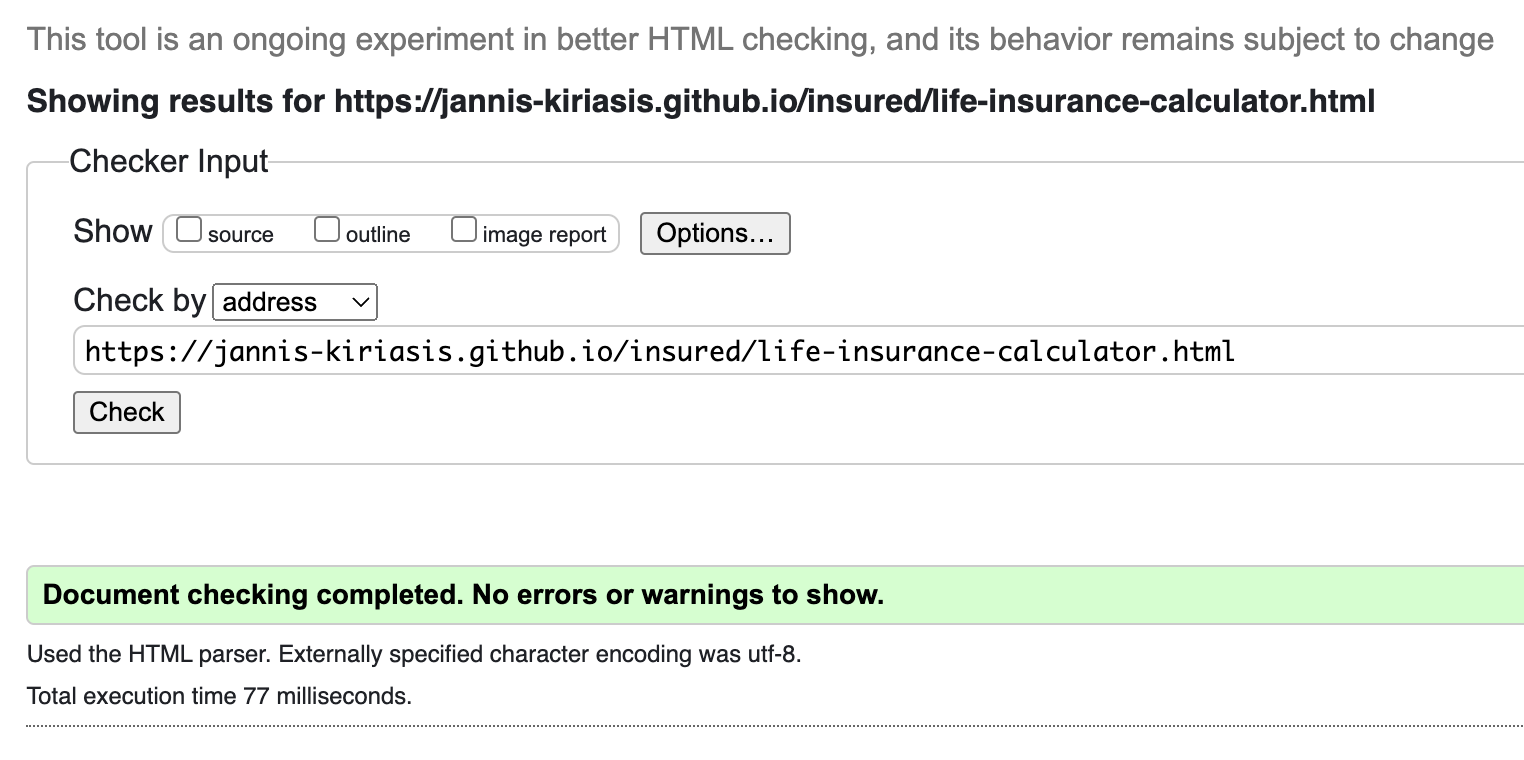 This tool is an ongoing experiment in better HTML checking, and its behavior remains subject to change
Showing results for https://jannis-kiriasis.github.io/insured/life-insurance-calculator.html
Checker Input
Show source outline image report Options…
Check by address
https://jannis-kiriasis.github.io/insured/life-insurance-calculator.html
Check
Document checking completed. No errors or warnings to show.
Used the HTML parser. Externally specified character encoding was utf-8.
Total execution time 77 milliseconds.